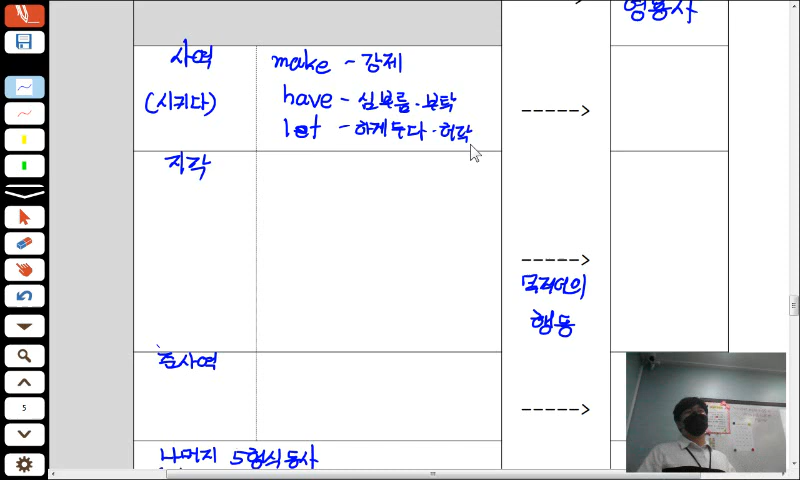 명용사
사역 make - 강제
(시키다) have - 심부름·부탁
let - 하게 두다·허락
지각
목적어의
행동
준사역
5
나머지 5형식 동사